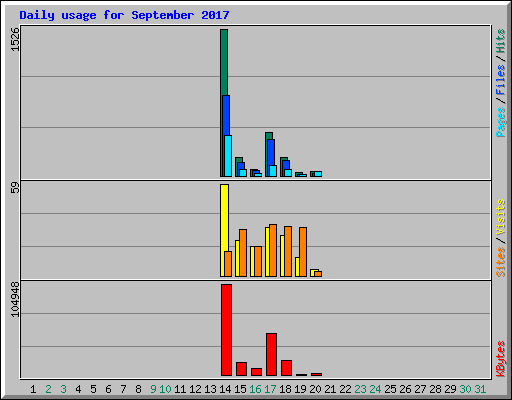 Daily usage for September 2017
1526
59
104948
Pages/Files/Hits
Sites/Visits
KBytes
1 2 3 4 5 6 7 8 9 10 11 12 13 14 15 16 17 18 19 20 21 22 23 24 25 26 27 28 29 30 31